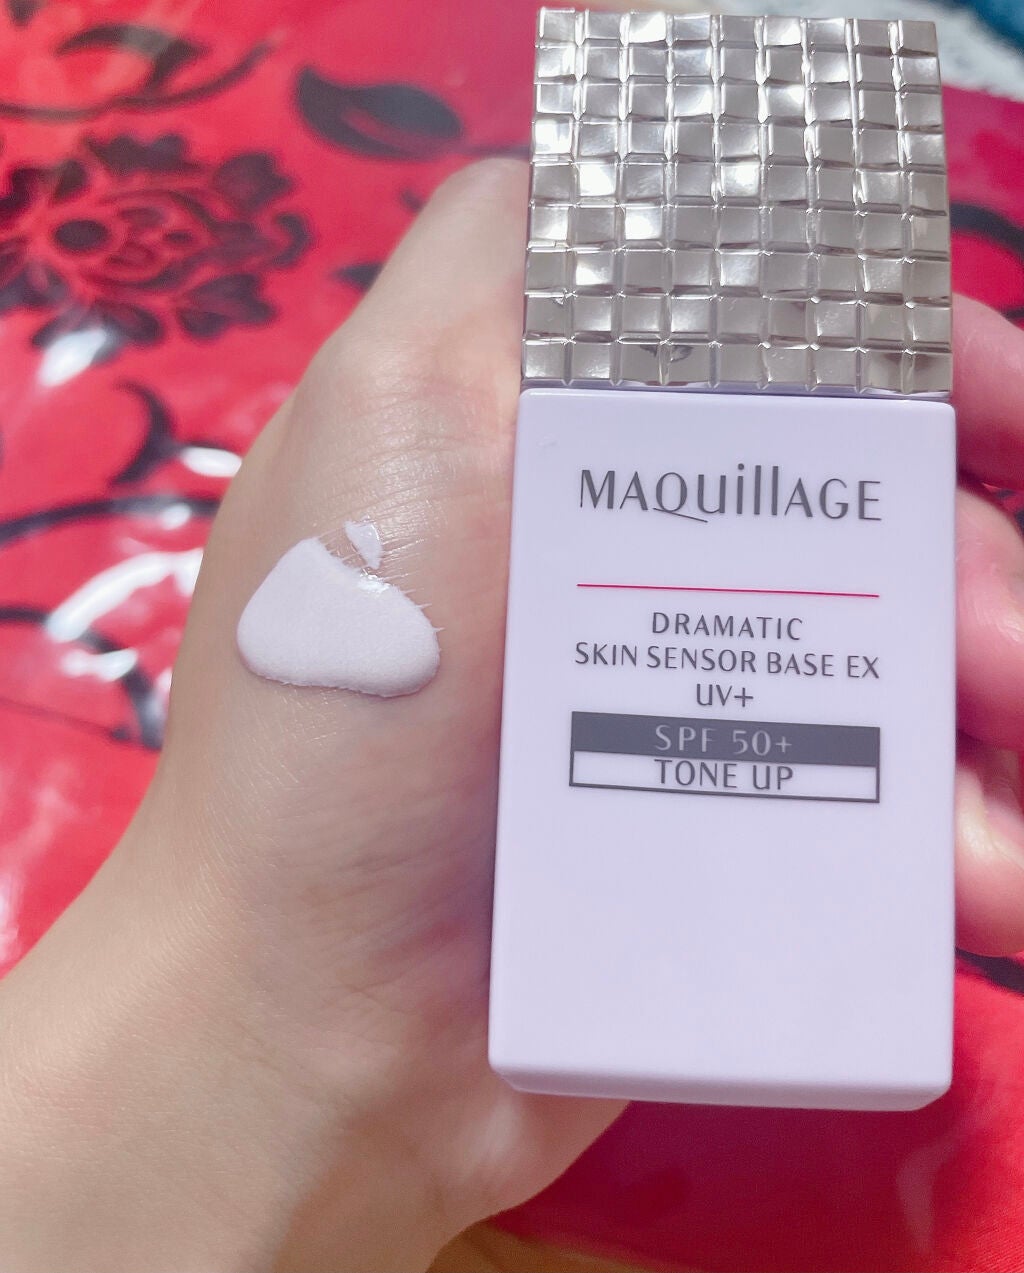 MAQuillAGE
DRAMATIC
SKIN SENSOR BASE EX
UV+
SPF 50+
TONE UP